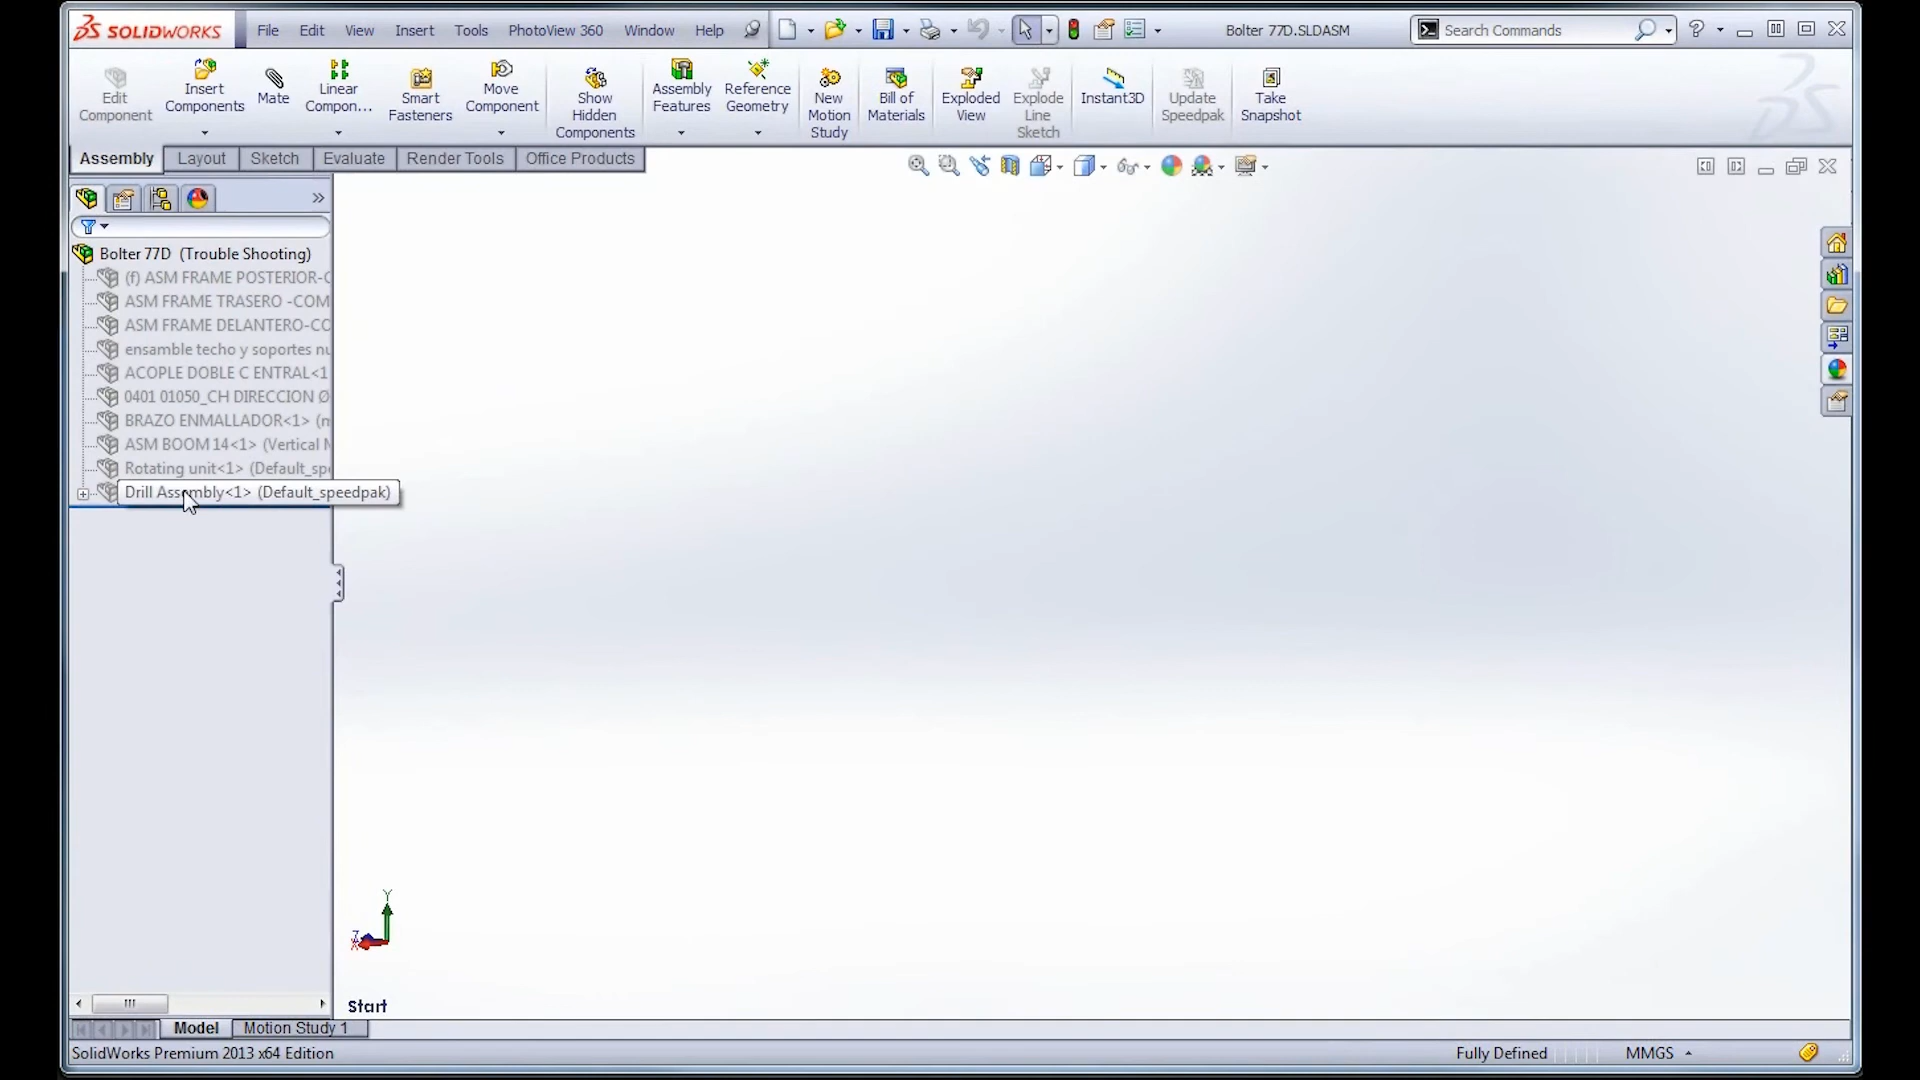 SOLIDWORKS File Edit View Insert Tools PhotoView 360 Window Help Bolter 77D.SLDASM Search Commands ?
Edit Component
Insert Components
Mate
Linear Compon...
Smart Fasteners
Move Component
Show Hidden Components
Assembly Features
Reference Geometry
New Motion Study
Bill of Materials
Exploded View
Explode Line Sketch
Instant3D
Update Speedpak
Take Snapshot
Assembly Layout Sketch Evaluate Render Tools Office Products
Bolter 77D (Trouble Shooting)
(f) ASM FRAME POSTERIOR-C
ASM FRAME TRASERO -COM
ASM FRAME DELANTERO-CO
ensamble techo y soportes nu
ACOPLE DOBLE C ENTRAL<1
0401 01050_CH DIRECCION Ø
BRAZO ENMALLADOR<1> (m
ASM BOOM 14<1> (Vertical M
Rotating unit<1> (Default_spe
Drill Assembly<1> (Default_speedpak)
Y
Z
X
Start
Model Motion Study 1
SolidWorks Premium 2013 x64 Edition Fully Defined MMGS